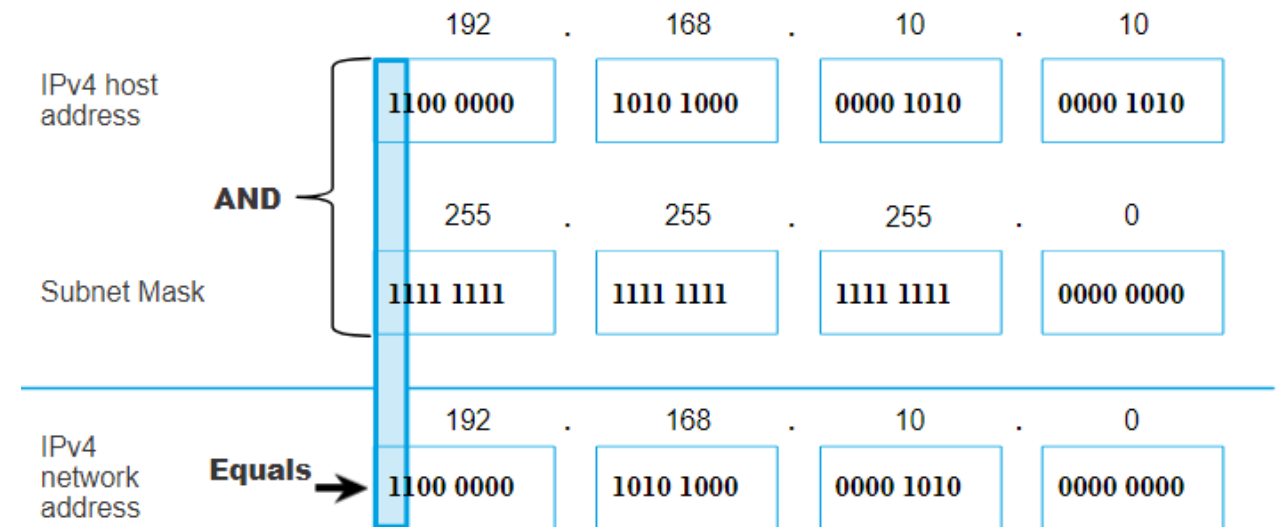 192 . 168 . 10 . 10
IPv4 host
address
1100 0000 1010 1000 0000 1010 0000 1010
AND
255 . 255 . 255 . 0
Subnet Mask
1111 1111 1111 1111 1111 1111 0000 0000
192 . 168 . 10 . 0
IPv4
network
address
Equals
1100 0000 1010 1000 0000 1010 0000 0000